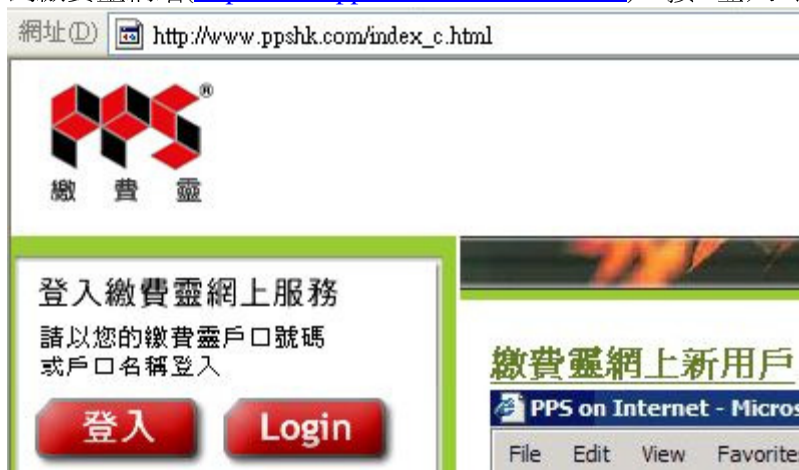 網址(D) http://www.ppshk.com/index_c.html
PPS®
繳費靈
登入繳費靈網上服務
請以您的繳費靈戶口號碼
或戶口名稱登入
登入 Login
繳費靈網上新用戶
PPS on Internet - Micros
File Edit View Favorite